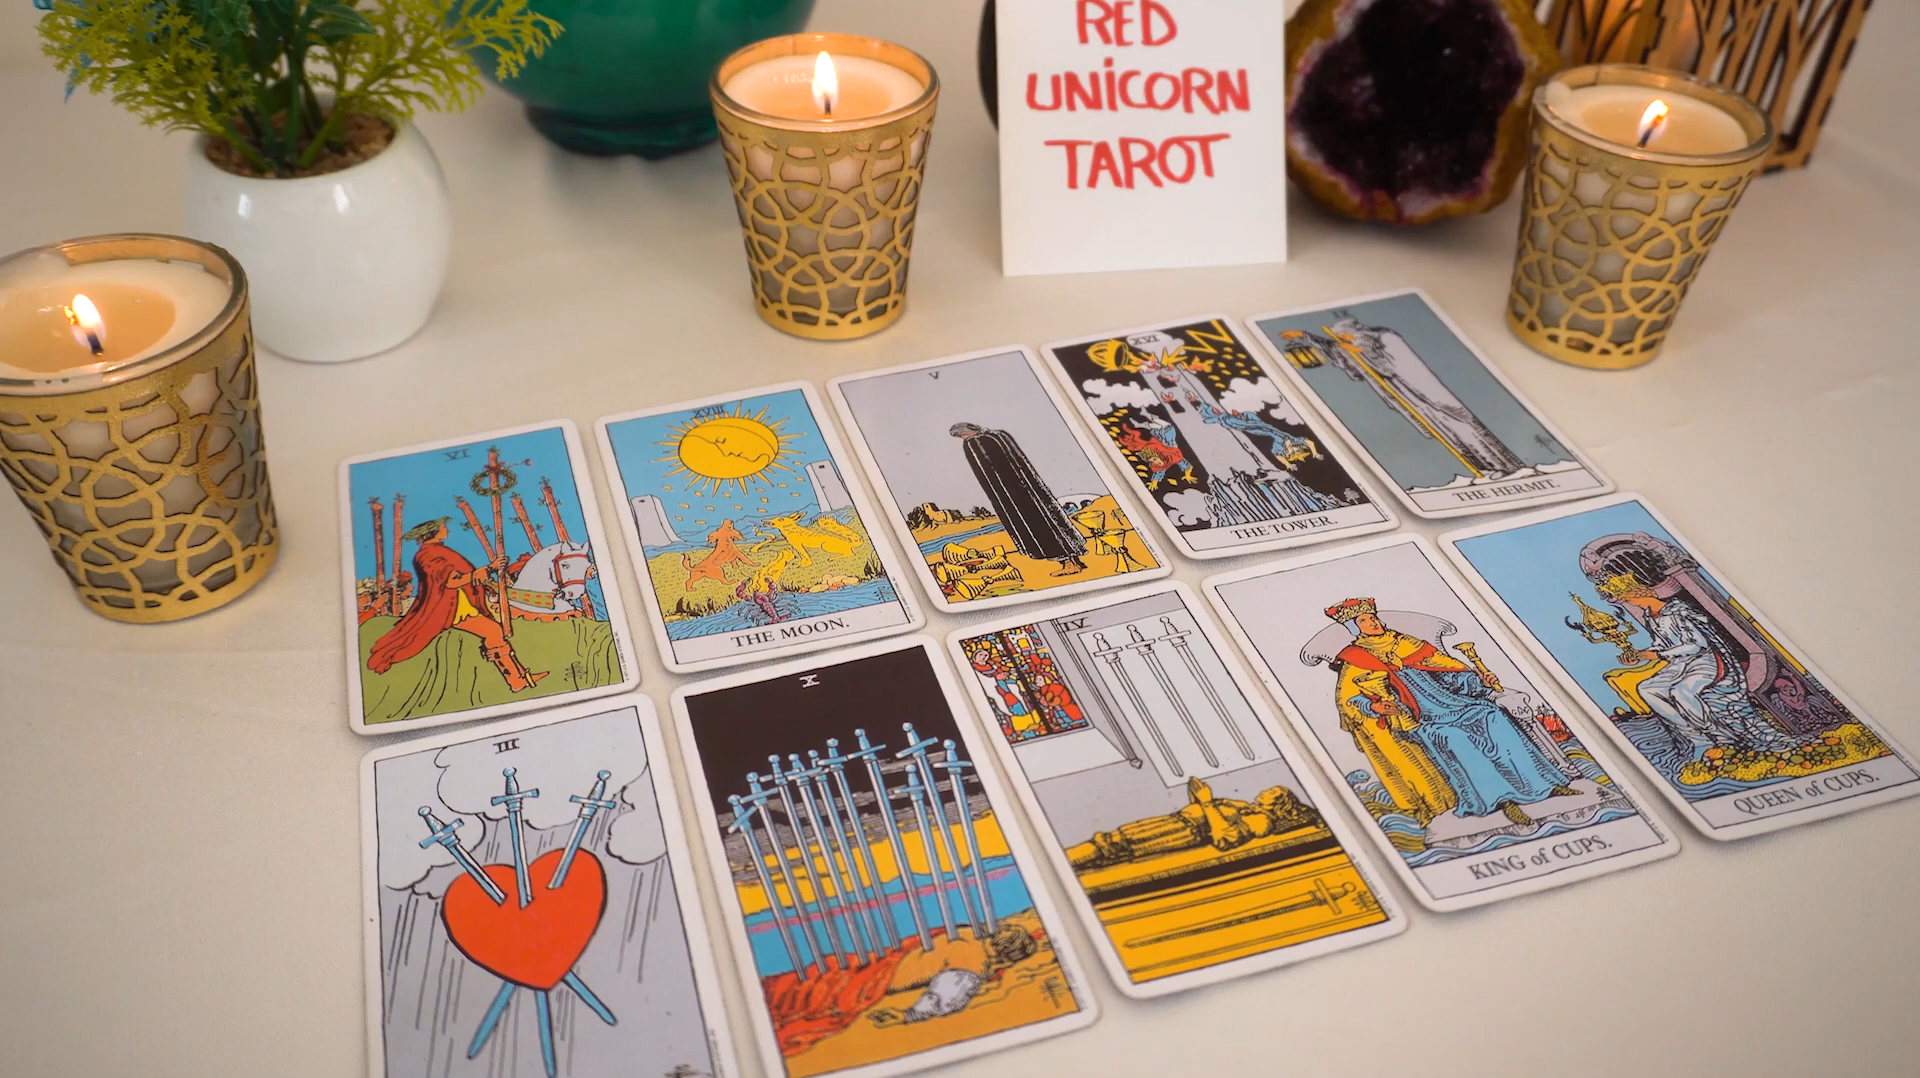 RED
UNICORN
TAROT
IX
XVI
THE HERMIT.
V
THE TOWER.
XVIII
VI
THE MOON.
IV
QUEEN of CUPS.
KING of CUPS.
X
III